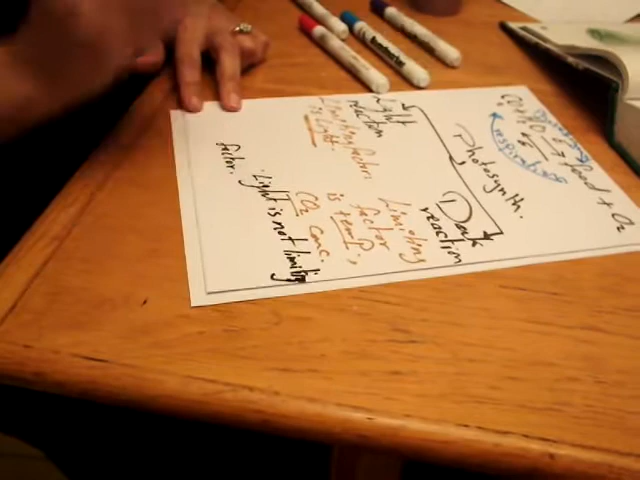 CO₂ + H₂O ⇌ food + O₂
respiration
Photosynth.
Light
reaction
Limiting factor:
is Light.
Dark
reaction
Limiting
factor
is temp.,
CO₂ conc.
Light is not limiting
factor.